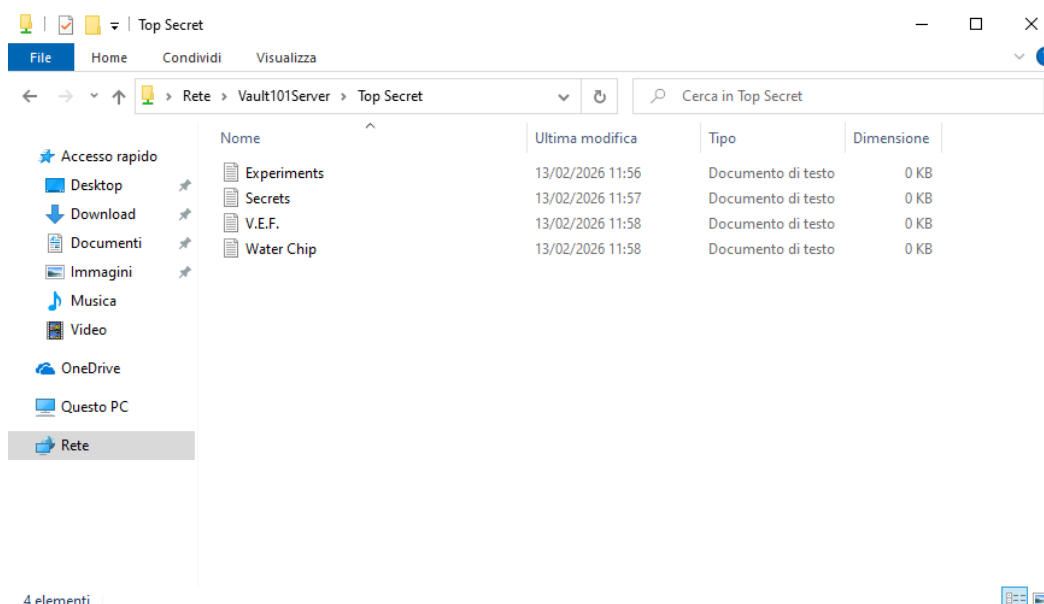 Top Secret
File Home Condividi Visualizza
Rete Vault101Server Top Secret Cerca in Top Secret
Nome Ultima modifica Tipo Dimensione
Accesso rapido
Desktop
Download
Documenti
Immagini
Musica
Video
OneDrive
Questo PC
Rete
Experiments 13/02/2026 11:56 Documento di testo 0 KB
Secrets 13/02/2026 11:57 Documento di testo 0 KB
V.E.F. 13/02/2026 11:58 Documento di testo 0 KB
Water Chip 13/02/2026 11:58 Documento di testo 0 KB
4 elementi